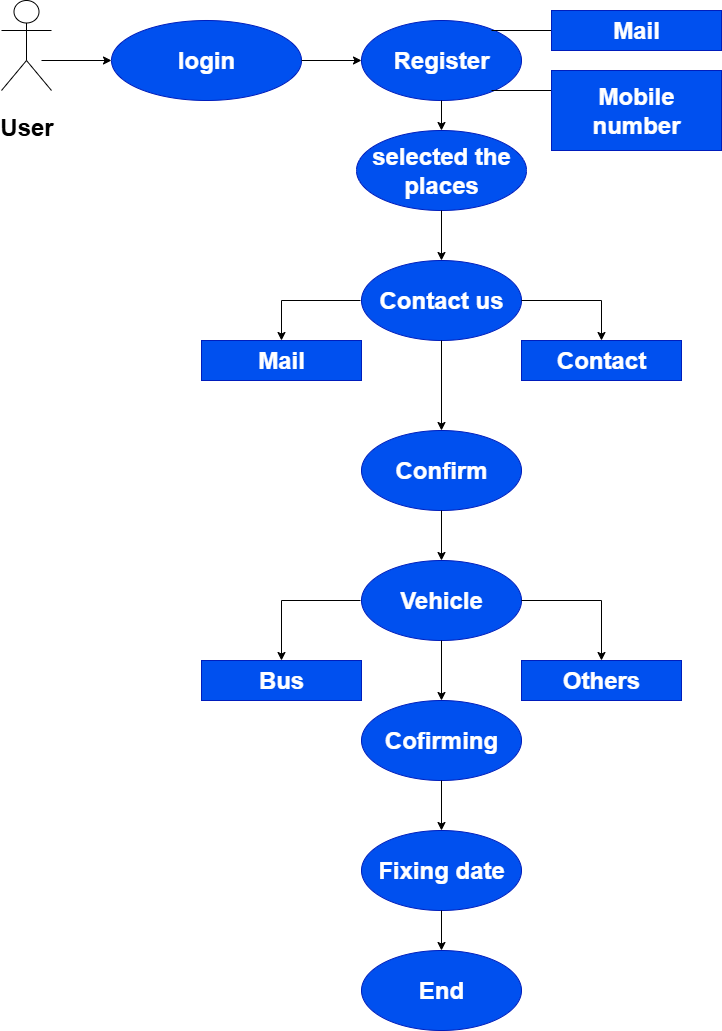 User
login
Register
Mail
Mobile
number
selected the
places
Contact us
Mail
Contact
Confirm
Vehicle
Bus
Others
Cofirming
Fixing date
End